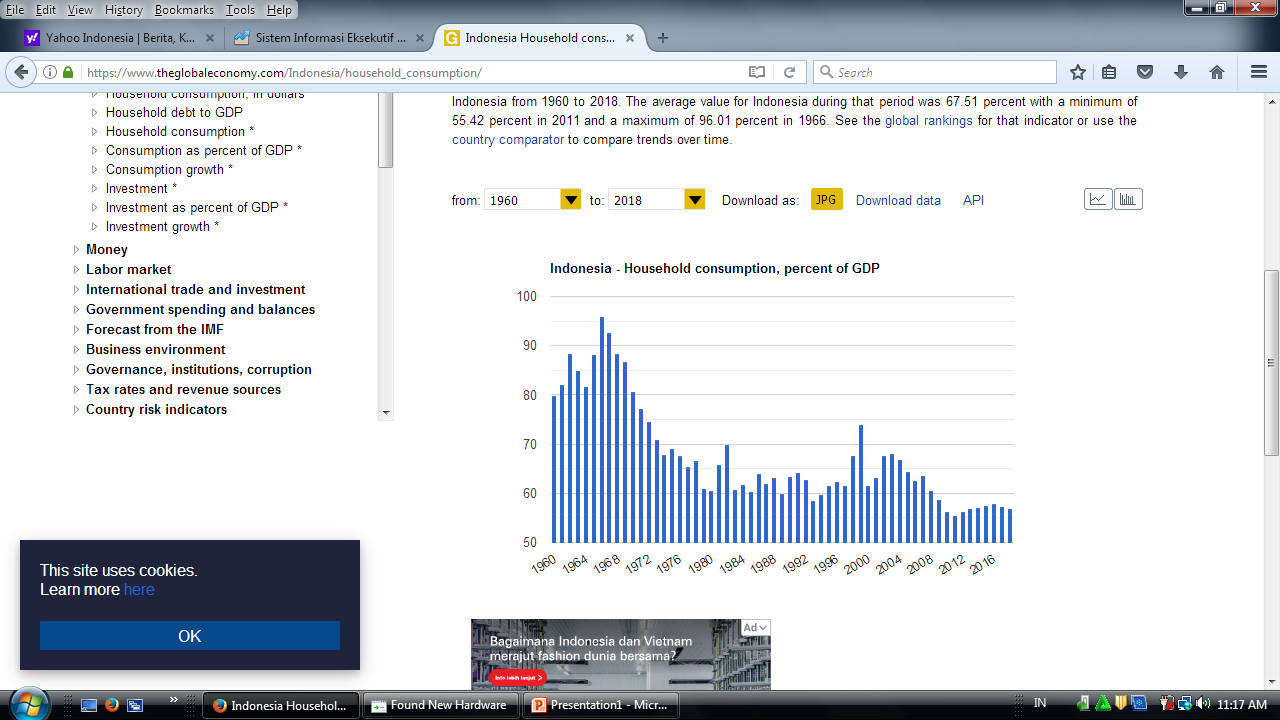 File Edit View History Bookmarks Tools Help
Yahoo Indonesia | Berita, K...
Sistem Informasi Eksekutif ...
Indonesia Household cons...
https://www.theglobaleconomy.com/Indonesia/household_consumption/
Search
Household consumption, in dollars
Household debt to GDP
Household consumption *
Consumption as percent of GDP *
Consumption growth *
Investment *
Investment as percent of GDP *
Investment growth *
Money
Labor market
International trade and investment
Government spending and balances
Forecast from the IMF
Business environment
Governance, institutions, corruption
Tax rates and revenue sources
Country risk indicators
Indonesia from 1960 to 2018. The average value for Indonesia during that period was 67.51 percent with a minimum of
55.42 percent in 2011 and a maximum of 96.01 percent in 1966. See the global rankings for that indicator or use the
country comparator to compare trends over time.
from: 1960 to: 2018 Download as: JPG Download data API
Indonesia - Household consumption, percent of GDP
100
90
80
70
60
50
1960 1964 1968 1972 1976 1980 1984 1988 1992 1996 2000 2004 2008 2012 2016
This site uses cookies.
Learn more here
OK
Ad
Bagaimana Indonesia dan Vietnam
merajut fashion dunia bersama?
Info lebih lanjut >
Indonesia Househol...
Found New Hardware
Presentation1 - Micr...
IN
11:17 AM